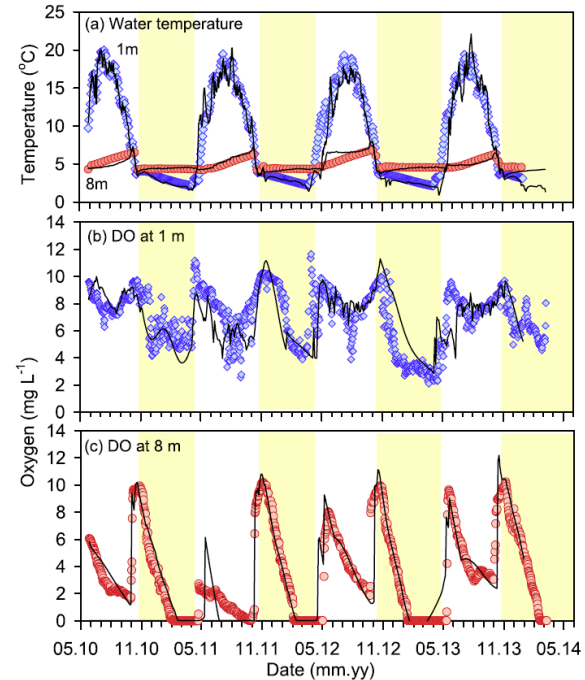 (a) Water temperature
1m
8m
Temperature (°C)
25
20
15
10
5
0
(b) DO at 1 m
14
12
10
8
6
4
2
0
Oxygen (mg L⁻¹)
(c) DO at 8 m
14
12
10
8
6
4
2
0
05.10 11.10 05.11 11.11 05.12 11.12 05.13 11.13 05.14
Date (mm.yy)